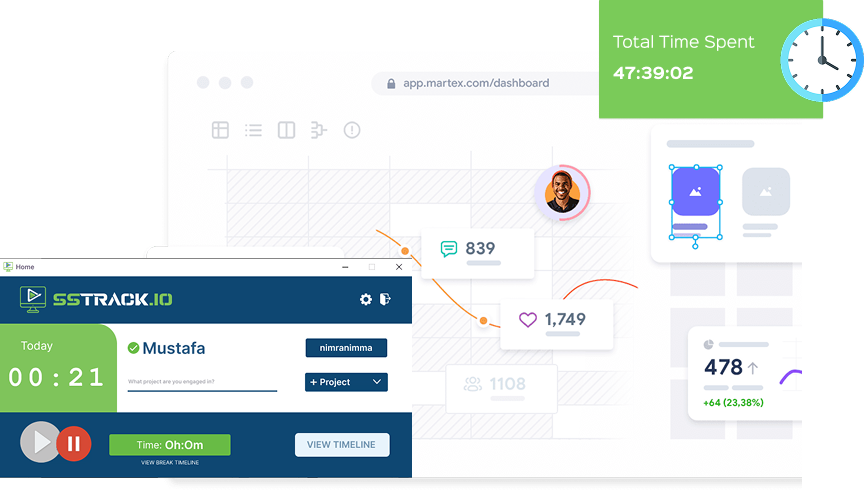 Total Time Spent
47:39:02
app.martex.com/dashboard
839
1,749
1108
478
+64 (23,38%)
Home
SSTRACK.IO
Today
00:21
Mustafa
nimranimma
What project are you engaged in?
+ Project
Time: 0h:0m
VIEW BREAK TIMELINE
VIEW TIMELINE